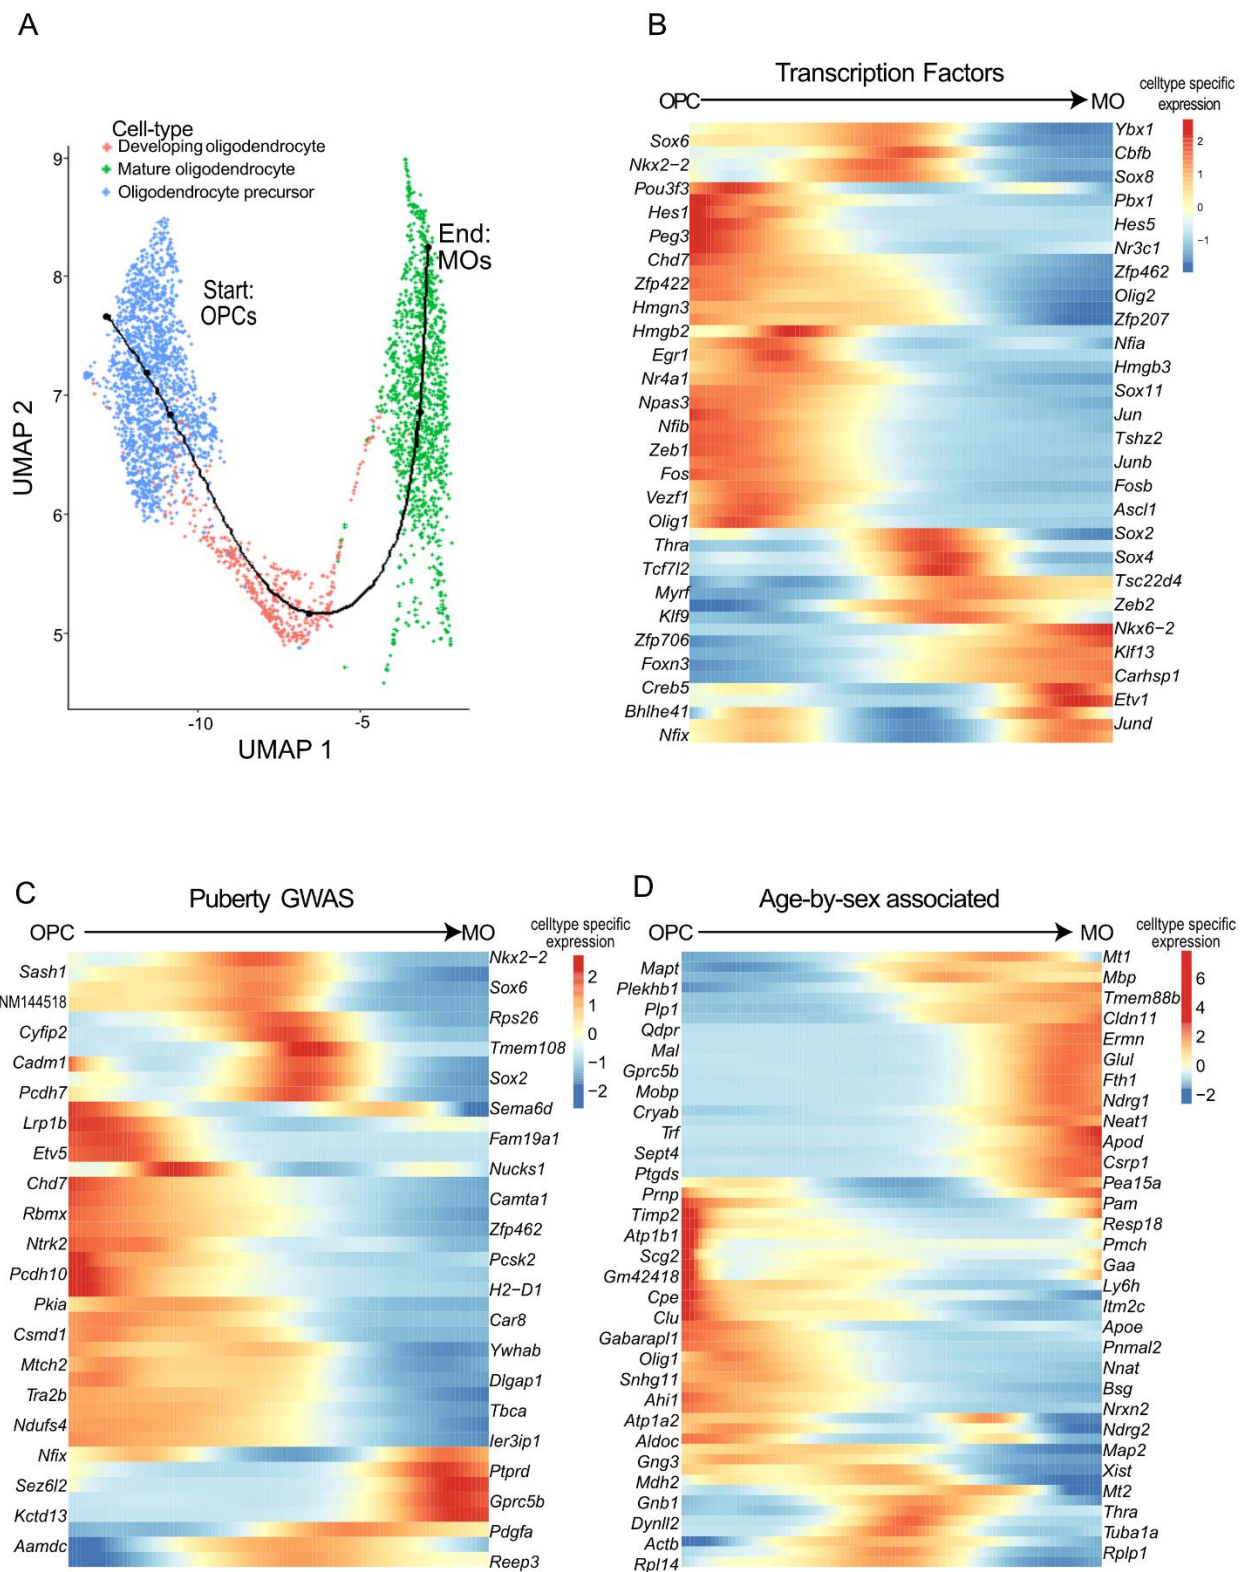 A
Cell-type
Developing oligodendrocyte
Mature oligodendrocyte
Oligodendrocyte precursor
9
8
7
6
5
UMAP 2
Start:
OPCs
End:
MOs
-10
-5
UMAP 1
B
Transcription Factors
OPC
MO
celltype specific
expression
2
1
0
−1
Sox6
Nkx2−2
Pou3f3
Hes1
Peg3
Chd7
Zfp422
Hmgn3
Hmgb2
Egr1
Nr4a1
Npas3
Nfib
Zeb1
Fos
Vezf1
Olig1
Thra
Tcf7l2
Myrf
Klf9
Zfp706
Foxn3
Creb5
Bhlhe41
Nfix
Ybx1
Cbfb
Sox8
Pbx1
Hes5
Nr3c1
Zfp462
Olig2
Zfp207
Nfia
Hmgb3
Sox11
Jun
Tshz2
Junb
Fosb
Ascl1
Sox2
Sox4
Tsc22d4
Zeb2
Nkx6−2
Klf13
Carhsp1
Etv1
Jund
C
Puberty GWAS
OPC
MO
celltype specific
expression
2
1
0
−1
−2
Sash1
NM144518
Cyfip2
Cadm1
Pcdh7
Lrp1b
Etv5
Chd7
Rbmx
Ntrk2
Pcdh10
Pkia
Csmd1
Mtch2
Tra2b
Ndufs4
Nfix
Sez6l2
Kctd13
Aamdc
Nkx2−2
Sox6
Rps26
Tmem108
Sox2
Sema6d
Fam19a1
Nucks1
Camta1
Zfp462
Pcsk2
H2−D1
Car8
Ywhab
Dlgap1
Tbca
Ier3ip1
Ptprd
Gprc5b
Pdgfa
Reep3
D
Age-by-sex associated
OPC
MO
celltype specific
expression
6
4
2
0
−2
Mapt
Plekhb1
Plp1
Qdpr
Mal
Gprc5b
Mobp
Cryab
Trf
Sept4
Ptgds
Prnp
Timp2
Atp1b1
Scg2
Gm42418
Cpe
Clu
Gabarapl1
Olig1
Snhg11
Ahi1
Atp1a2
Aldoc
Gng3
Mdh2
Gnb1
Dynll2
Actb
Rpl14
Mt1
Mbp
Tmem88b
Cldn11
Ermn
Glul
Fth1
Ndrg1
Neat1
Apod
Csrp1
Pea15a
Pam
Resp18
Pmch
Gaa
Ly6h
Itm2c
Apoe
Pnmal2
Nnat
Bsg
Nrxn2
Ndrg2
Map2
Xist
Mt2
Thra
Tuba1a
Rplp1